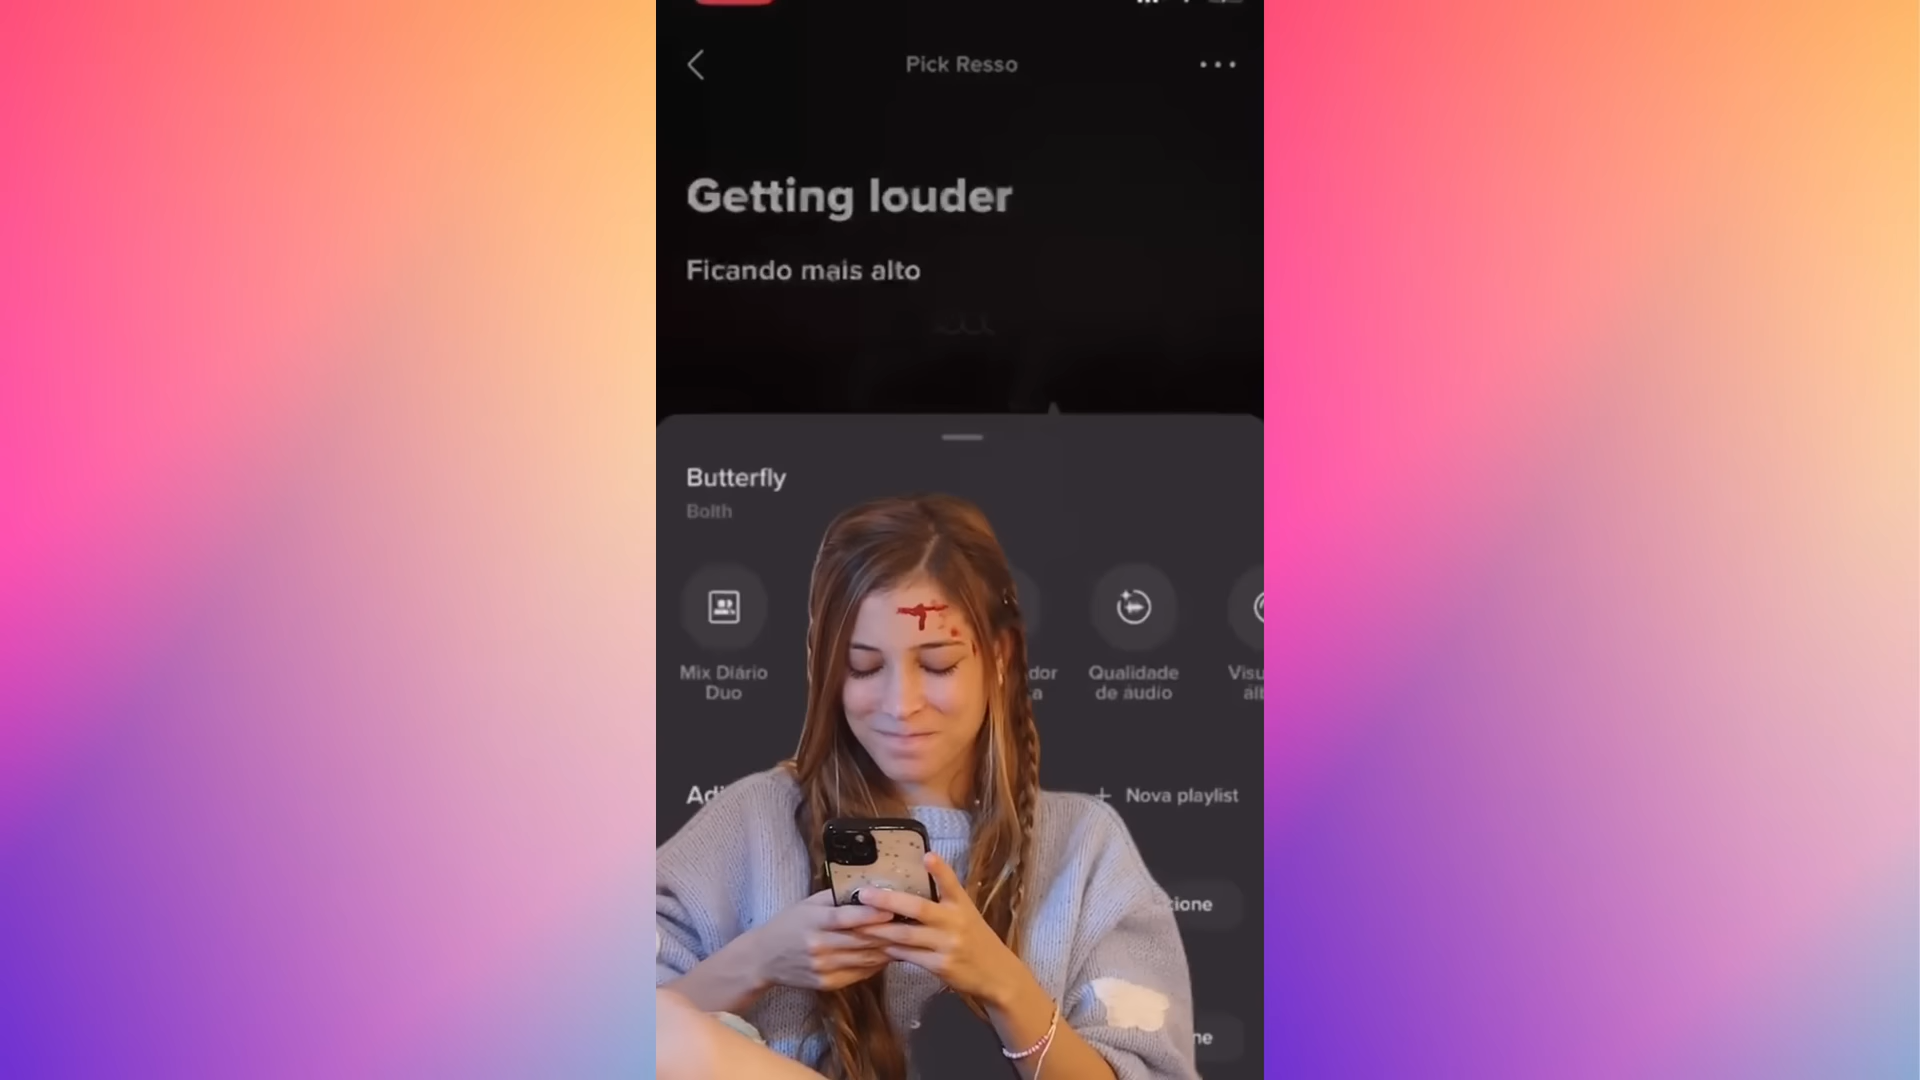 Pick Resso
Getting louder
Ficando mais alto
Butterfly
Bolth
Mix Diário
Duo
Qualidade
de áudio
Nova playlist